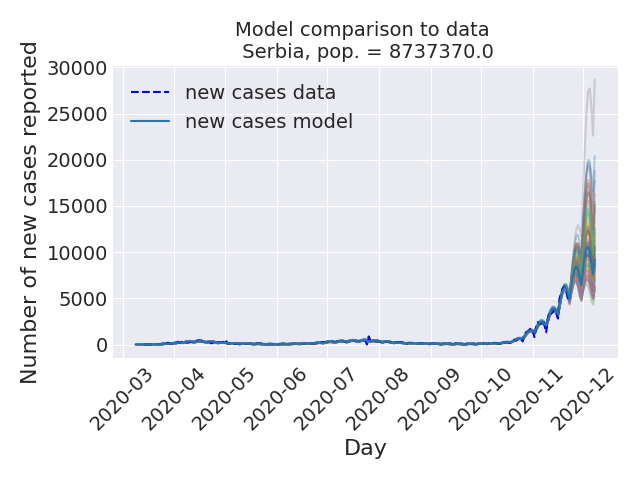 Model comparison to data
Serbia, pop. = 8737370.0
Number of new cases reported
30000
25000
20000
15000
10000
5000
0
new cases data
new cases model
2020-03
2020-04
2020-05
2020-06
2020-07
2020-08
2020-09
2020-10
2020-11
2020-12
Day